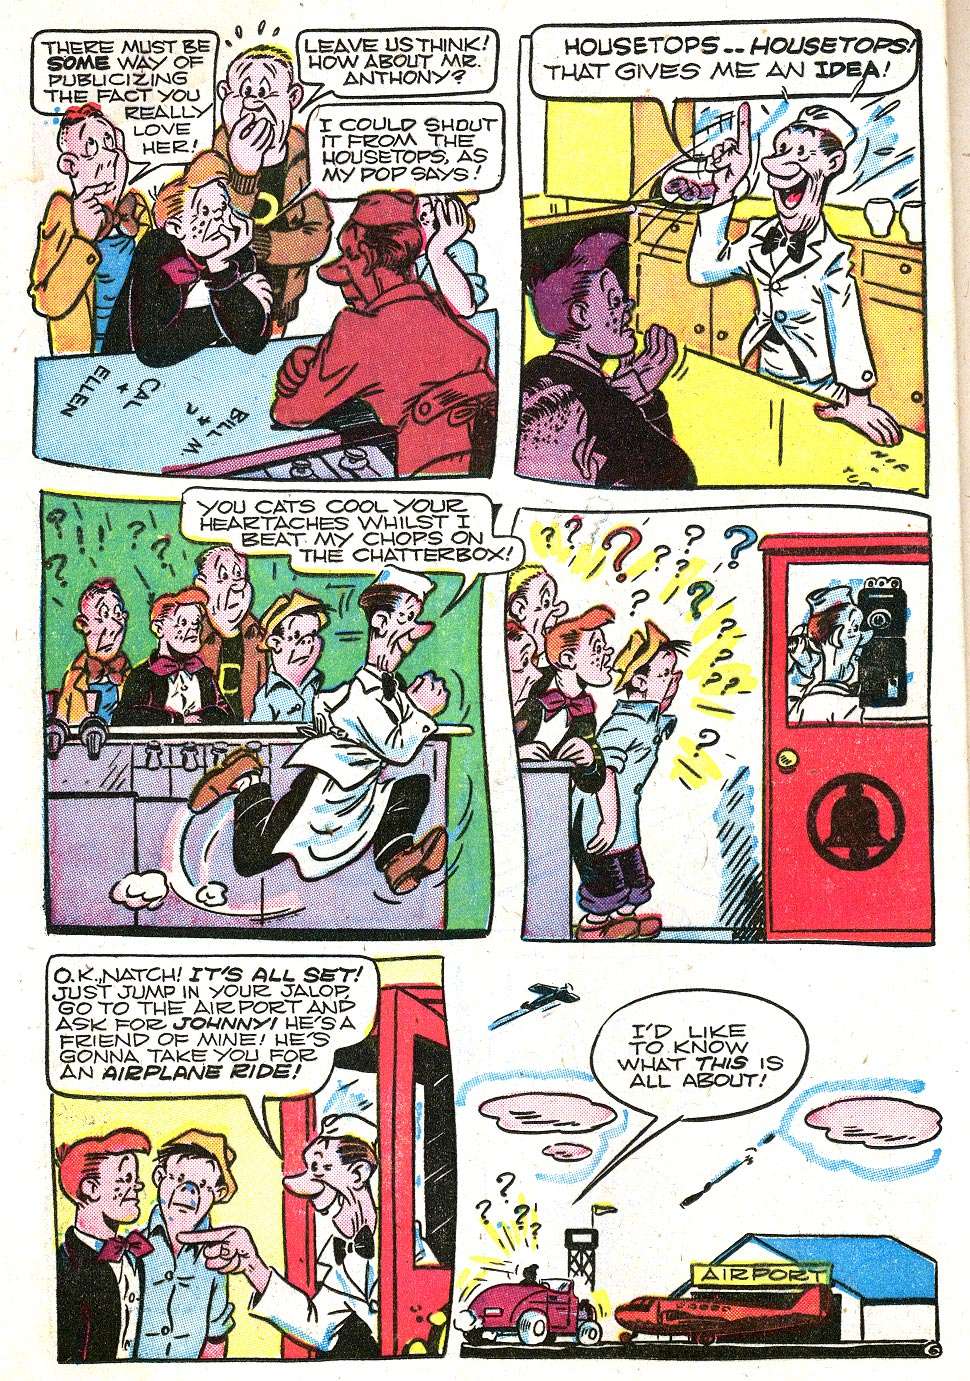 THERE MUST BE
SOME WAY OF
PUBLICIZING
THE FACT YOU
REALLY
LOVE
HER!
LEAVE US THINK!
HOW ABOUT MR.
ANTHONY?
I COULD SHOUT
IT FROM THE
HOUSETOPS, AS
MY POP SAYS!
ELLEN
+
CAL
BILL M.
HOUSETOPS -- HOUSETOPS!
THAT GIVES ME AN IDEA!
YOU CATS COOL YOUR
HEARTACHES WHILST I
BEAT MY CHOPS ON
THE CHATTERBOX!
? ? ? ? ? ?
? ? ? ? ? ?
O.K., NATCH! IT'S ALL SET!
JUST JUMP IN YOUR JALOP,
GO TO THE AIRPORT AND
ASK FOR JOHNNY! HE'S A
FRIEND OF MINE! HE'S
GONNA TAKE YOU FOR
AN AIRPLANE RIDE!
I'D LIKE
TO KNOW
WHAT THIS IS
ALL ABOUT!
? ? ? ?
AIRPORT
6